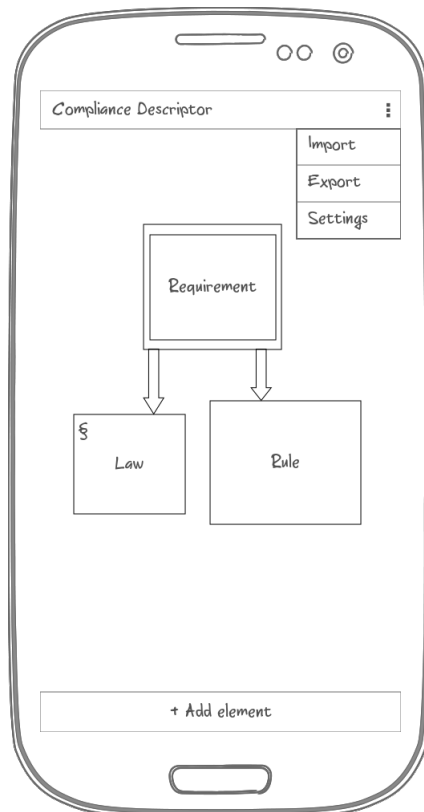 Compliance Descriptor
Import
Export
Settings
Requirement
§
Law
Rule
+ Add element